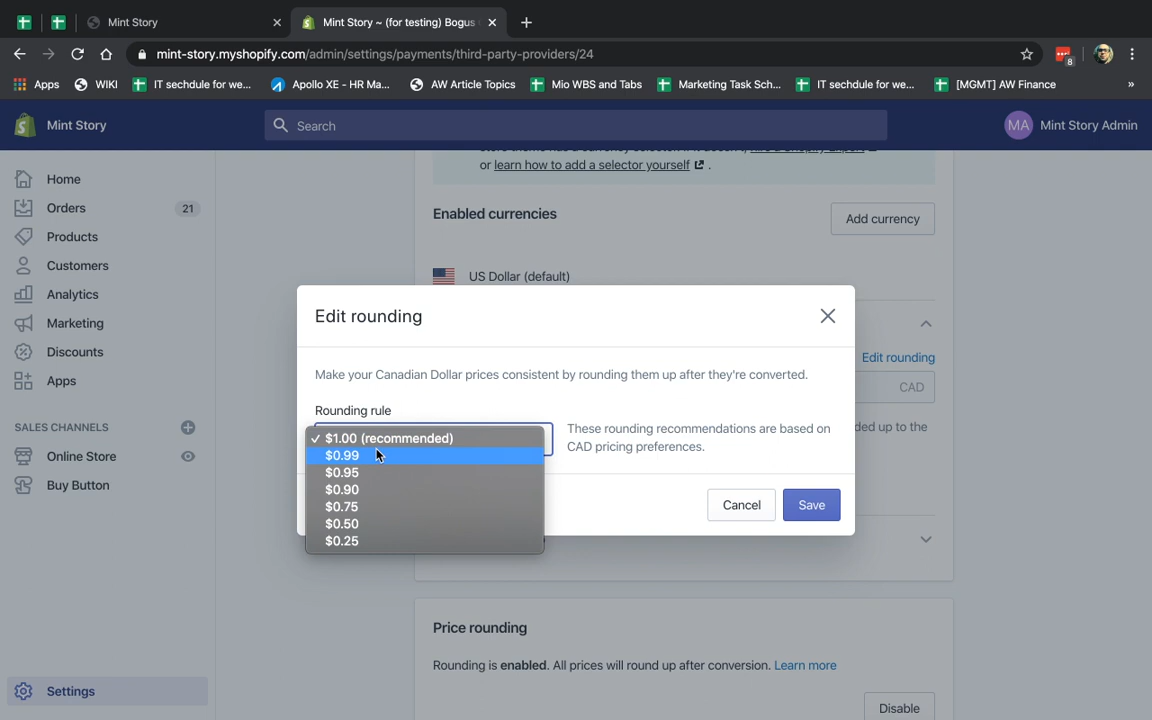 Mint Story
Mint Story ~ (for testing) Bogus
mint-story.myshopify.com/admin/settings/payments/third-party-providers/24
8
Apps
WIKI
IT sechdule for we...
Apollo XE - HR Ma...
AW Article Topics
Mio WBS and Tabs
Marketing Task Sch...
IT sechdule for we...
[MGMT] AW Finance
»
Mint Story
Search
MA
Mint Story Admin
Home
Orders
21
Products
Customers
Analytics
Marketing
Discounts
Apps
SALES CHANNELS
Online Store
Buy Button
Settings
or learn how to add a selector yourself .
Enabled currencies
Add currency
US Dollar (default)
Edit rounding
CAD
ded up to the
Edit rounding
Make your Canadian Dollar prices consistent by rounding them up after they're converted.
Rounding rule
✓ $1.00 (recommended)
$0.99
$0.95
$0.90
$0.75
$0.50
$0.25
These rounding recommendations are based on
CAD pricing preferences.
Cancel
Save
Price rounding
Rounding is enabled. All prices will round up after conversion. Learn more
Disable